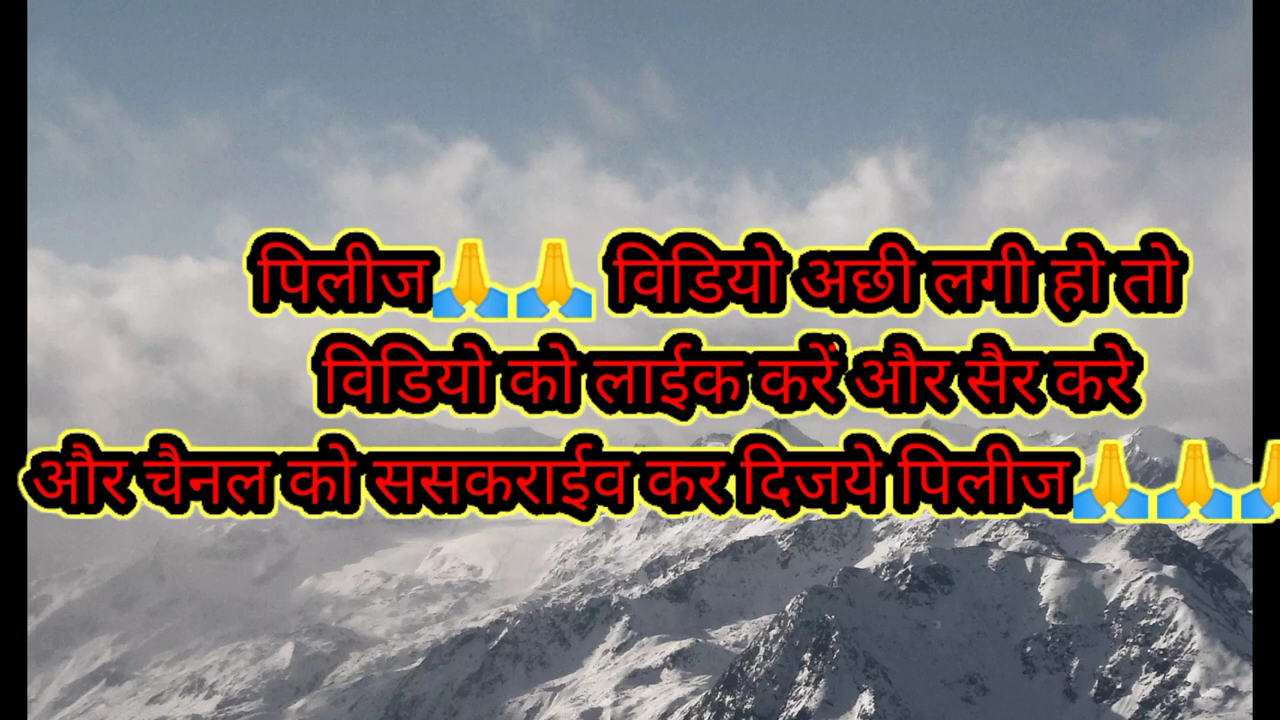 पिलीज🙏🙏 विडियो अछी लगी हो तो
विडियो को लाईक करें और सैर करे
और चैनल को ससकराईव कर दिजये पिलीज🙏🙏🙏